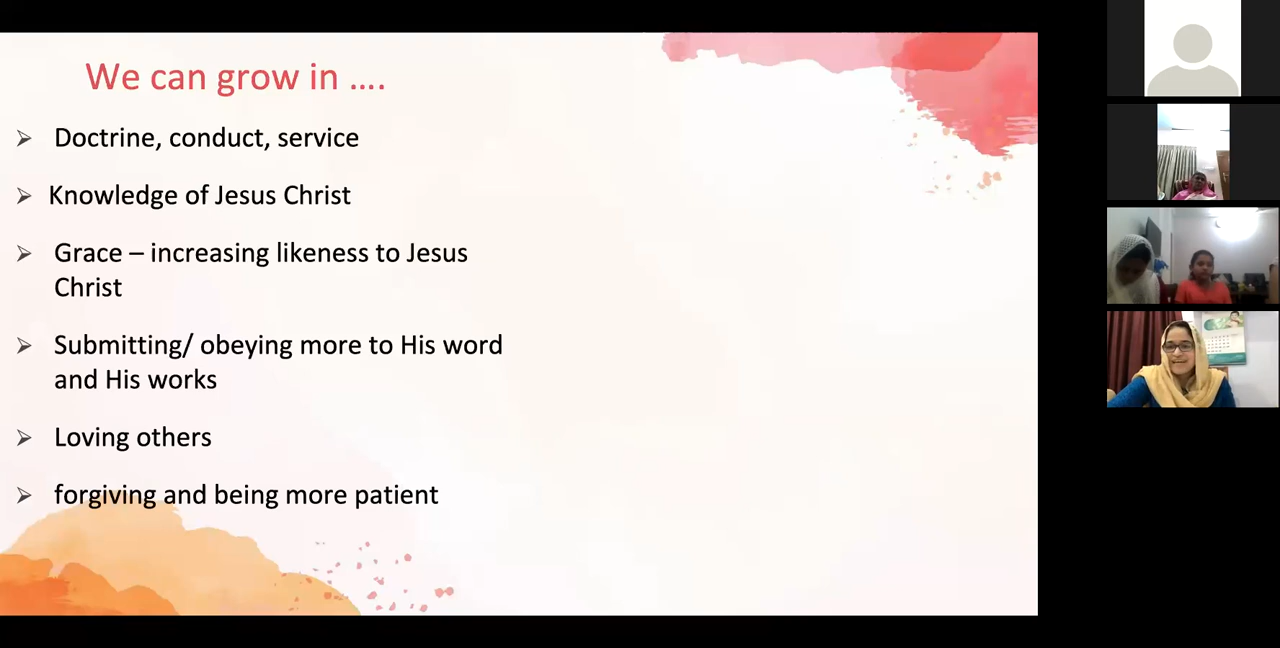 We can grow in ....
➢ Doctrine, conduct, service
➢ Knowledge of Jesus Christ
➢ Grace – increasing likeness to Jesus
Christ
➢ Submitting/ obeying more to His word
and His works
➢ Loving others
➢ forgiving and being more patient